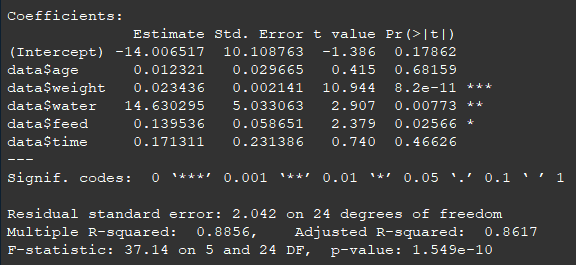 Coefficients:
Estimate Std. Error t value Pr(>|t|)
(Intercept) -14.006517 10.108763 -1.386 0.17862
data$age 0.012321 0.029665 0.415 0.68159
data$weight 0.023436 0.002141 10.944 8.2e-11 ***
data$water 14.630295 5.033063 2.907 0.00773 **
data$feed 0.139536 0.058651 2.379 0.02566 *
data$time 0.171311 0.231386 0.740 0.46626
---
Signif. codes: 0 ‘***’ 0.001 ‘**’ 0.01 ‘*’ 0.05 ‘.’ 0.1 ‘ ’ 1
Residual standard error: 2.042 on 24 degrees of freedom
Multiple R-squared: 0.8856, Adjusted R-squared: 0.8617
F-statistic: 37.14 on 5 and 24 DF, p-value: 1.549e-10